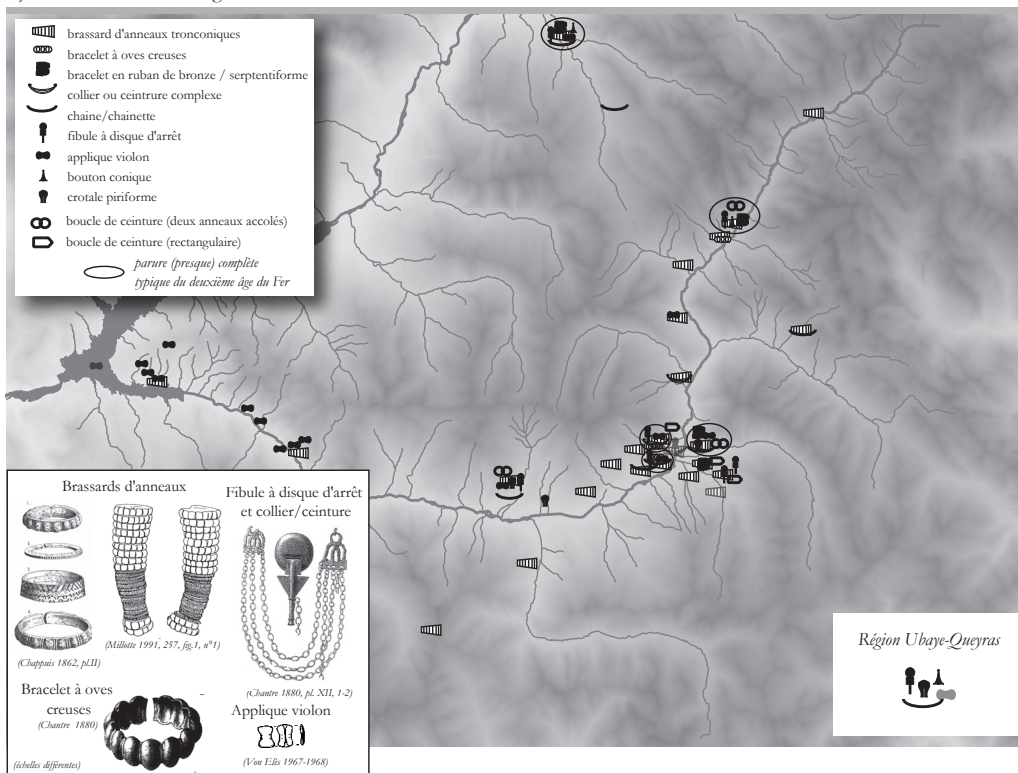 brassard d'anneaux tronconiques
bracelet à oves creuses
bracelet en ruban de bronze / serptentiforme
collier ou ceintrure complexe
chaine/chainette
fibule à disque d'arrêt
applique violon
bouton conique
crotale piriforme
boucle de ceinture (deux anneaux accolés)
boucle de ceinture (rectangulaire)
parure (presque) complète
typique du deuxième âge du Fer
Brassards d'anneaux
(Chappuis 1862, pl.II)
(Millotte 1991, 257, fig.1, n°1)
Fibule à disque d'arrêt
et collier/ceinture
(Chantre 1880, pl. XII, 1-2)
Bracelet à oves
creuses
(Chantre 1880)
(échelles différentes)
Applique violon
(Von Elès 1967-1968)
Région Ubaye-Queyras